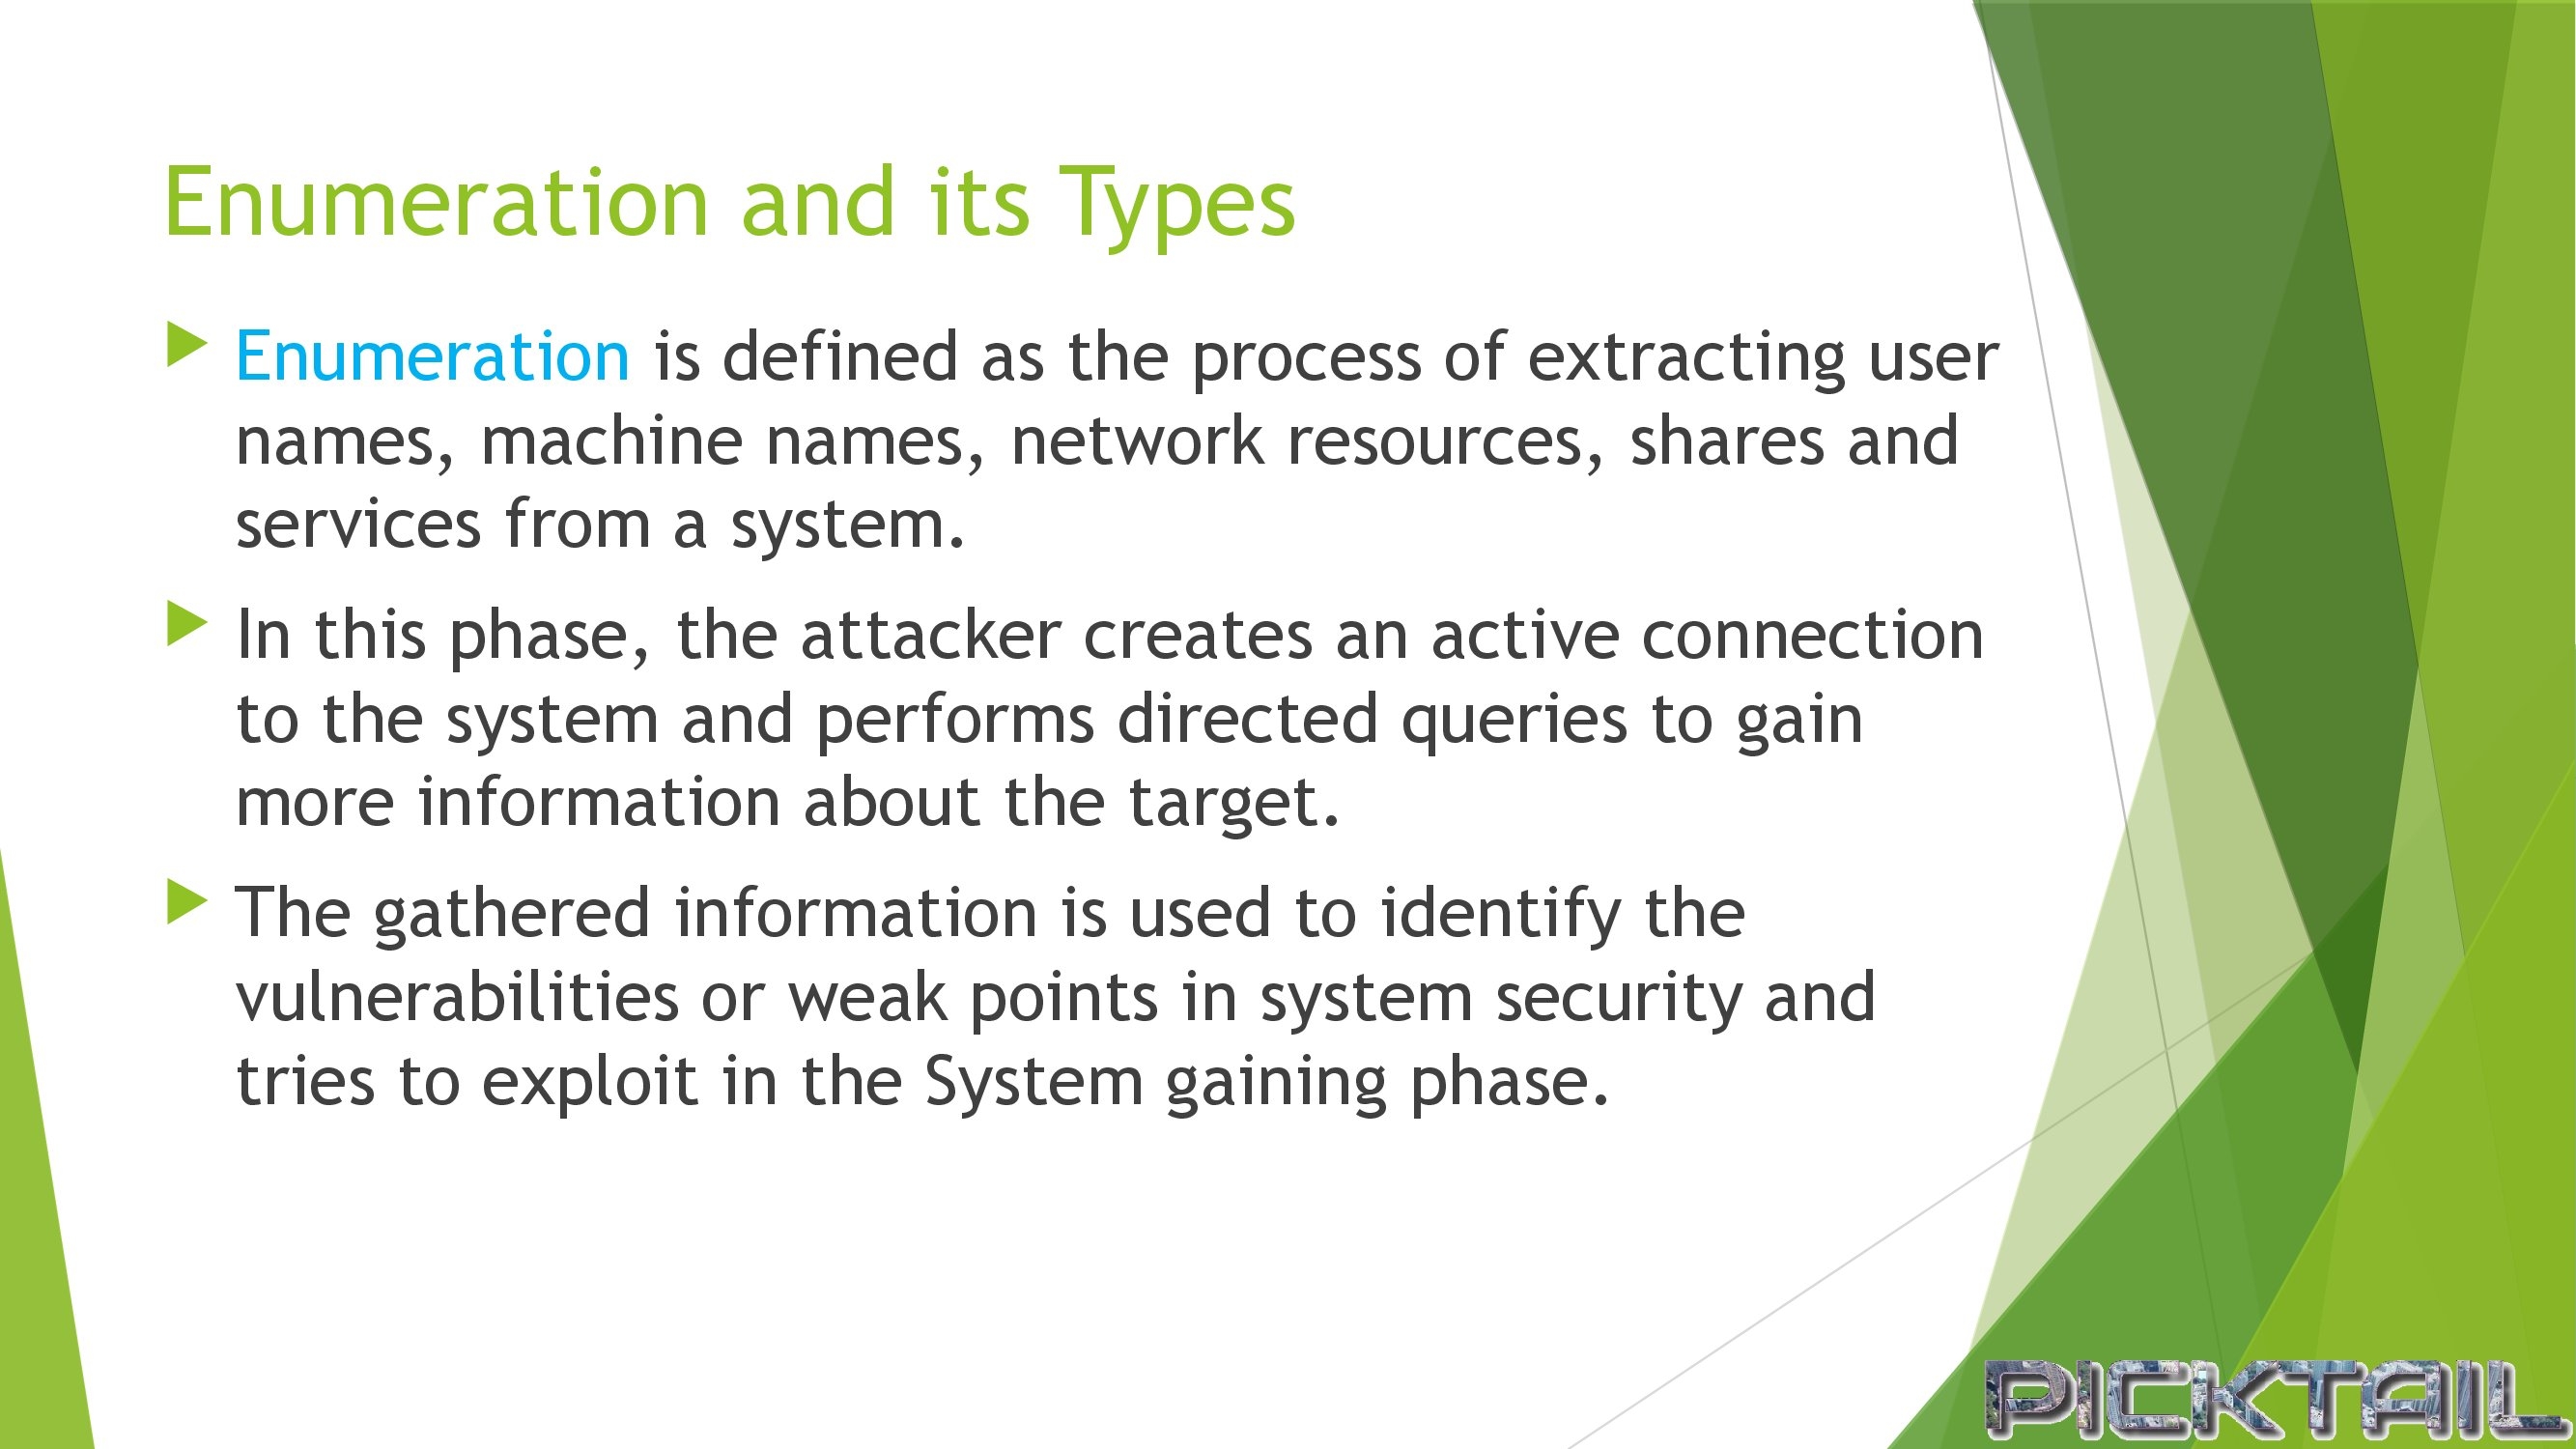 Enumeration and its Types
Enumeration is defined as the process of extracting user
names, machine names, network resources, shares and
services from a system.
In this phase, the attacker creates an active connection
to the system and performs directed queries to gain
more information about the target.
The gathered information is used to identify the
vulnerabilities or weak points in system security and
tries to exploit in the System gaining phase.
PICKTAIL